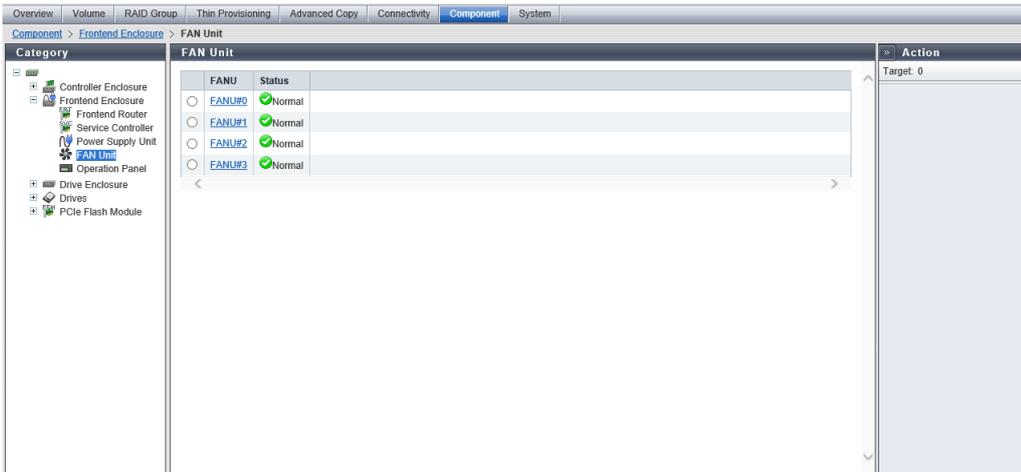 Overview Volume RAID Group Thin Provisioning Advanced Copy Connectivity Component System
Component > Frontend Enclosure > FAN Unit
Category
Controller Enclosure
Frontend Enclosure
Frontend Router
Service Controller
Power Supply Unit
FAN Unit
Operation Panel
Drive Enclosure
Drives
PCIe Flash Module
FAN Unit
FANU Status
FANU#0 Normal
FANU#1 Normal
FANU#2 Normal
FANU#3 Normal
» Action
Target: 0